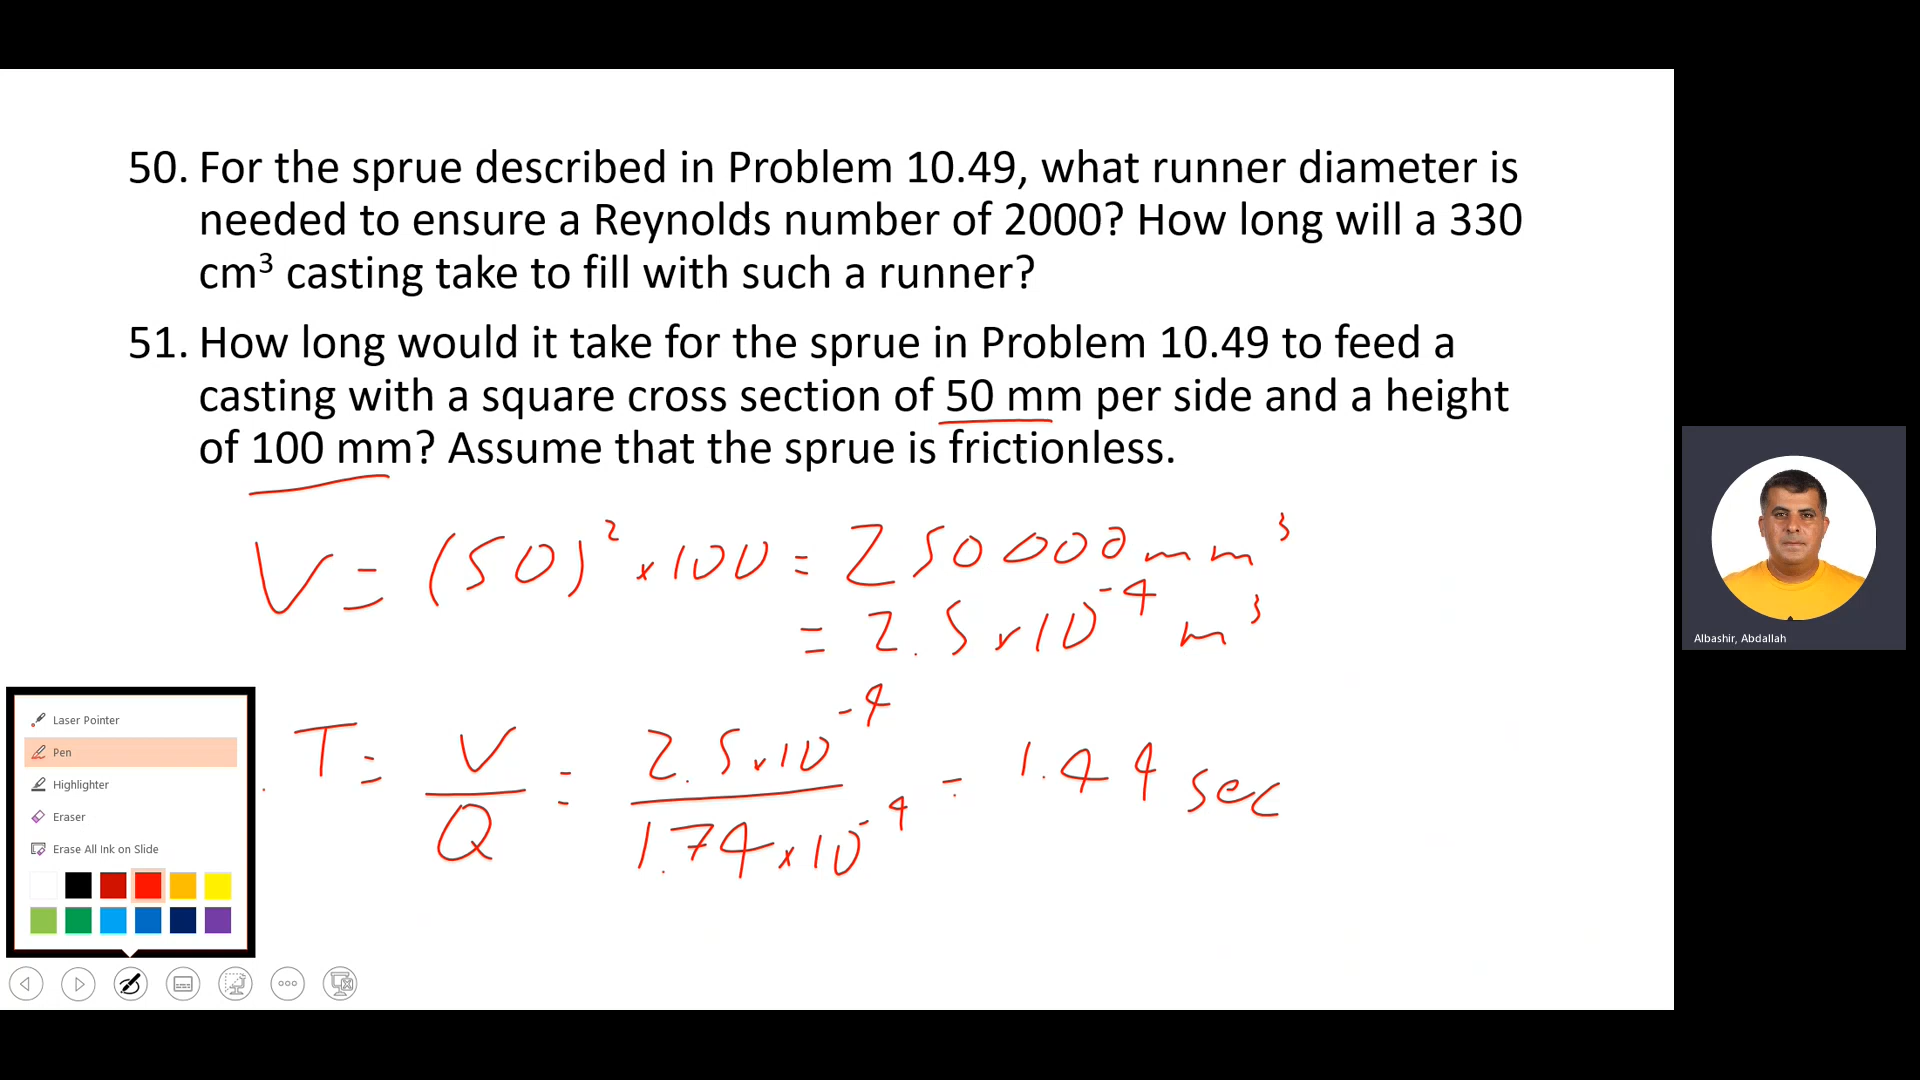 50. For the sprue described in Problem 10.49, what runner diameter is
needed to ensure a Reynolds number of 2000? How long will a 330
cm³ casting take to fill with such a runner?
51. How long would it take for the sprue in Problem 10.49 to feed a
casting with a square cross section of 50 mm per side and a height
of 100 mm? Assume that the sprue is frictionless.
V = (50)² × 100 = 250000 mm³
= 2.5 × 10⁻⁴ m³
T = V / Q = 2.5 × 10⁻⁴ / 1.74 × 10⁻⁴ = 1.44 sec
Laser Pointer
Pen
Highlighter
Eraser
Erase All Ink on Slide
Albashir, Abdallah